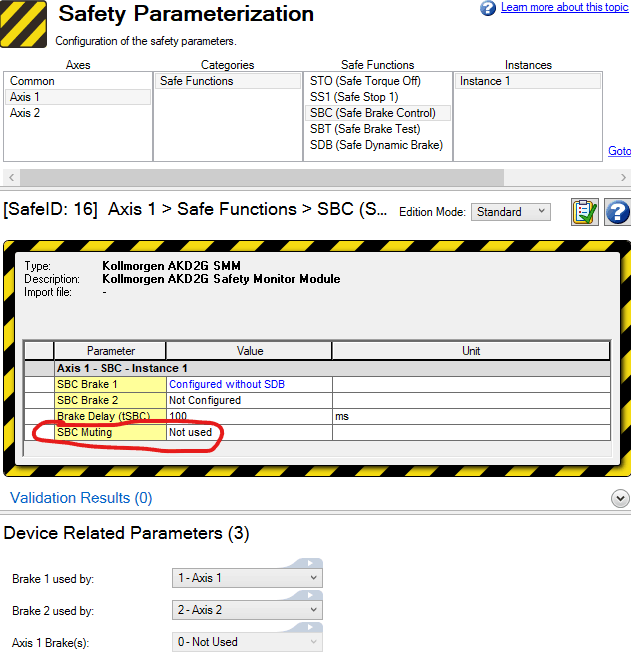 Safety Parameterization
Learn more about this topic
Configuration of the safety parameters.
Axes Categories Safe Functions Instances
Common Safe Functions STO (Safe Torque Off) Instance 1
Axis 1 SS1 (Safe Stop 1)
Axis 2 SBC (Safe Brake Control)
SBT (Safe Brake Test)
SDB (Safe Dynamic Brake)
Goto
[SafeID: 16] Axis 1 > Safe Functions > SBC (S... Edition Mode: Standard
Type: Kollmorgen AKD2G SMM
Description: Kollmorgen AKD2G Safety Monitor Module
Import file: -
Parameter Value Unit
Axis 1 - SBC - Instance 1
SBC Brake 1 Configured without SDB
SBC Brake 2 Not Configured
Brake Delay (tSBC) 100 ms
SBC Muting Not used
Validation Results (0)
Device Related Parameters (3)
Brake 1 used by: 1 - Axis 1
Brake 2 used by: 2 - Axis 2
Axis 1 Brake(s): 0 - Not Used